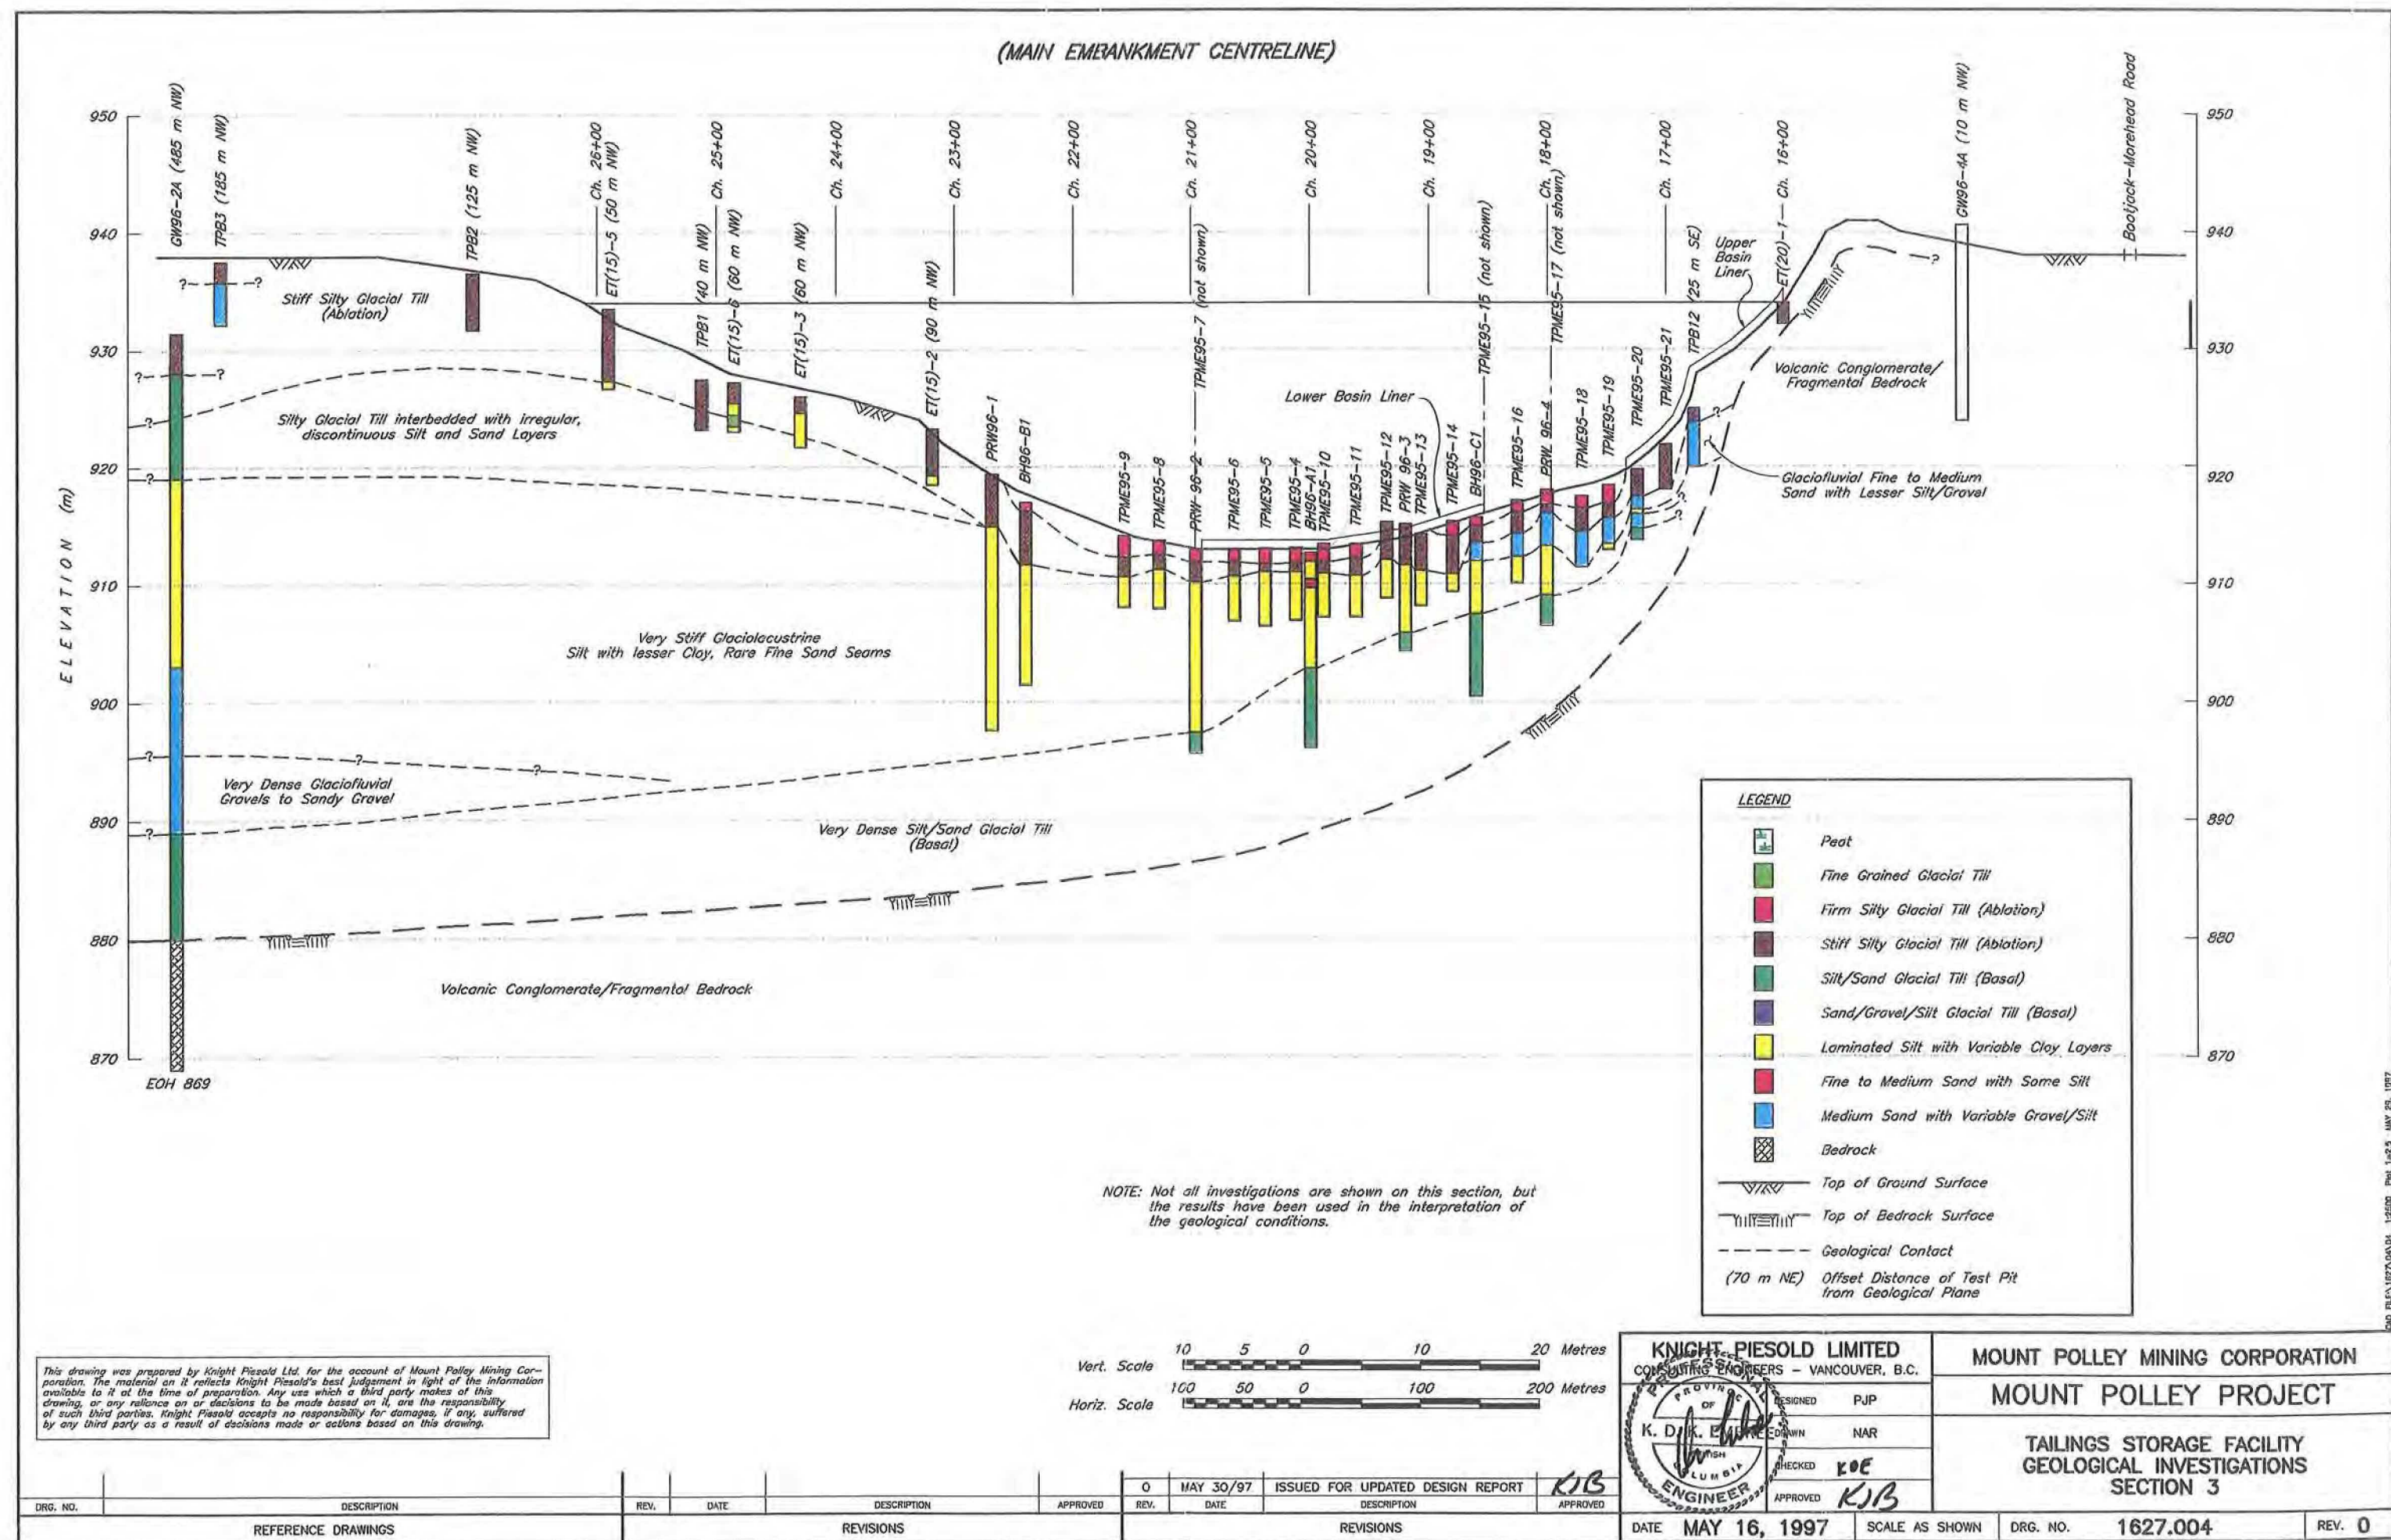 (MAIN EMBANKMENT CENTRELINE)
GW96-2A (485 m NW)
TPB3 (185 m NW)
TPB2 (125 m NW)
Ch. 26+00
ET(15)-5 (50 m NW)
Ch. 25+00
TPB1 (40 m NW)
ET(15)-6 (60 m NW)
Ch. 24+00
ET(15)-3 (60 m NW)
Ch. 23+00
ET(15)-2 (90 m NW)
PRW96-1
BH96-B1
Ch. 22+00
TPME95-9
TPME95-8
Ch. 21+00
PRW 96-2
TPME95-7 (not shown)
TPME95-6
TPME95-5
TPME95-4
Ch. 20+00
BH96-A1
TPME95-10
TPME95-11
TPME95-12
PRW 96-3
TPME95-13
Ch. 19+00
TPME95-14
BH96-C1
TPME95-15 (not shown)
TPME95-16
Ch. 18+00
PRW 96-4
TPME95-17 (not shown)
TPME95-18
TPME95-19
TPME95-20
Ch. 17+00
TPME95-21
TPB12 (25 m SE)
Ch. 16+00
ET(20)-1
GW96-4A (10 m NW)
Bootjack-Morehead Road
ELEVATION (m)
950
940
930
920
910
900
890
880
870
950
940
930
920
910
900
890
880
870
Upper
Basin
Liner
Lower Basin Liner
? ?
Stiff Silty Glacial Till
(Ablation)
? ?
?
Silty Glacial Till interbedded with irregular,
discontinuous Silt and Sand Layers
?
Very Stiff Glaciolacustrine
Silt with lesser Clay, Rare Fine Sand Seams
? ? ?
Very Dense Glaciofluvial
Gravels to Sandy Gravel
?
Very Dense Silt/Sand Glacial Till
(Basal)
Volcanic Conglomerate/Fragmental Bedrock
EOH 869
?
Volcanic Conglomerate/
Fragmental Bedrock
? ? ? ?
Glaciofluvial Fine to Medium
Sand with Lesser Silt/Gravel
LEGEND
Peat
Fine Grained Glacial Till
Firm Silty Glacial Till (Ablation)
Stiff Silty Glacial Till (Ablation)
Silt/Sand Glacial Till (Basal)
Sand/Gravel/Silt Glacial Till (Basal)
Laminated Silt with Variable Clay Layers
Fine to Medium Sand with Some Silt
Medium Sand with Variable Gravel/Silt
Bedrock
Top of Ground Surface
Top of Bedrock Surface
Geological Contact
(70 m NE) Offset Distance of Test Pit
from Geological Plane
NOTE: Not all investigations are shown on this section, but
the results have been used in the interpretation of
the geological conditions.
This drawing was prepared by Knight Piesold Ltd. for the account of Mount Polley Mining Cor-
poration. The material on it reflects Knight Piesold's best judgement in light of the information
available to it at the time of preparation. Any use which a third party makes of this
drawing, or any reliance on or decisions to be made based on it, are the responsibility
of such third parties. Knight Piesold accepts no responsibility for damages, if any, suffered
by any third party as a result of decisions made or actions based on this drawing.
Vert. Scale 10 5 0 10 20 Metres
Horiz. Scale 100 50 0 100 200 Metres
KNIGHT PIESOLD LIMITED
CONSULTING ENGINEERS - VANCOUVER, B.C.
PROFESSIONAL
PROVINCE
OF
K. D. K.
BRITISH
COLUMBIA
ENGINEER
DESIGNED PJP
DRAWN NAR
CHECKED KDE
APPROVED KJB
MOUNT POLLEY MINING CORPORATION
MOUNT POLLEY PROJECT
TAILINGS STORAGE FACILITY
GEOLOGICAL INVESTIGATIONS
SECTION 3
DATE MAY 16, 1997 SCALE AS SHOWN DRG. NO. 1627.004 REV. 0
0 MAY 30/97 ISSUED FOR UPDATED DESIGN REPORT KJB
DRG. NO. DESCRIPTION REV. DATE DESCRIPTION APPROVED REV. DATE DESCRIPTION APPROVED
REFERENCE DRAWINGS REVISIONS REVISIONS